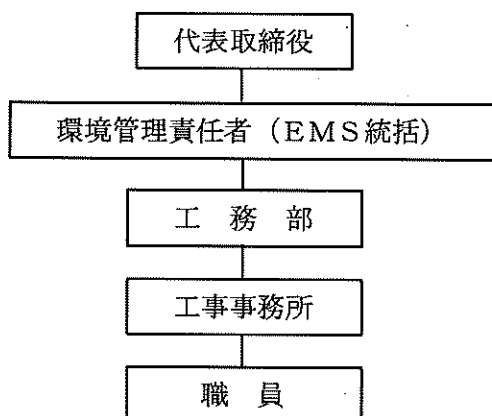 代表取締役
環境管理責任者（ＥＭＳ統括）
工　務　部
工事事務所
職　員